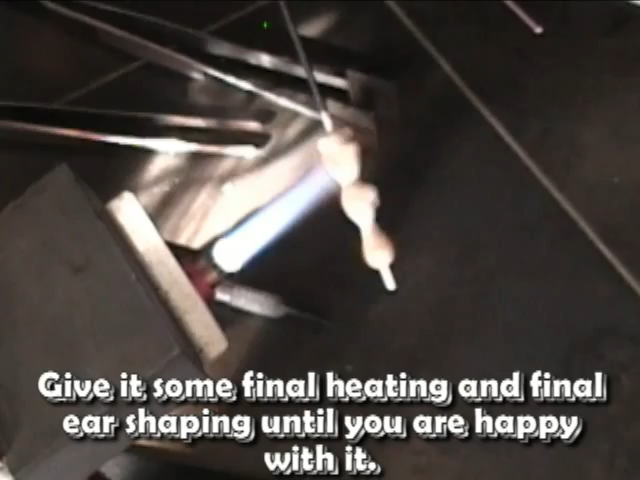 Give it some final heating and final
ear shaping until you are happy
with it.